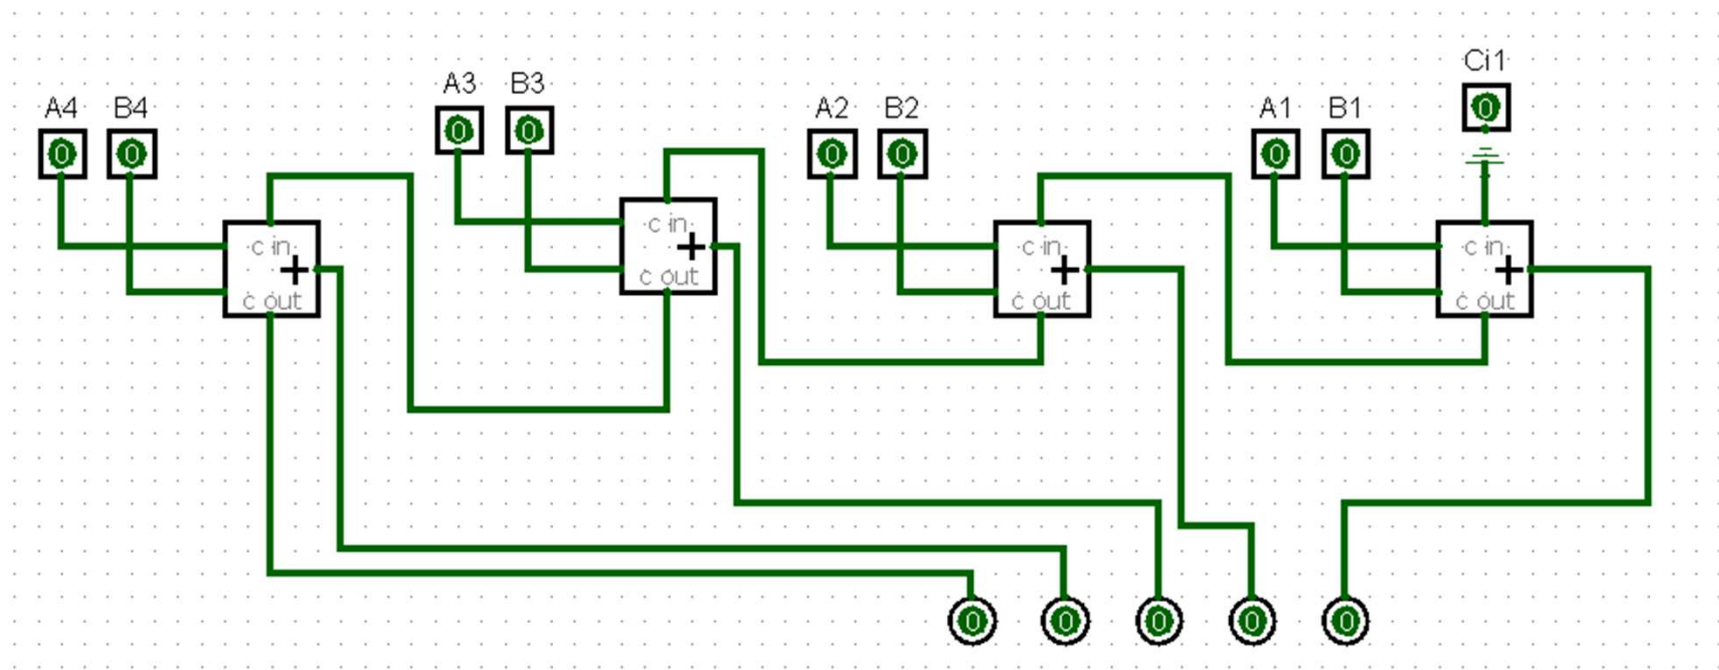 Ci1
A3 B3
A4 B4
A2 B2
A1 B1
0
0 0
0 0
0 0
0 0
c in
+
c out
c in
+
c out
c in
+
c out
c in
+
c out
0 0 0 0 0